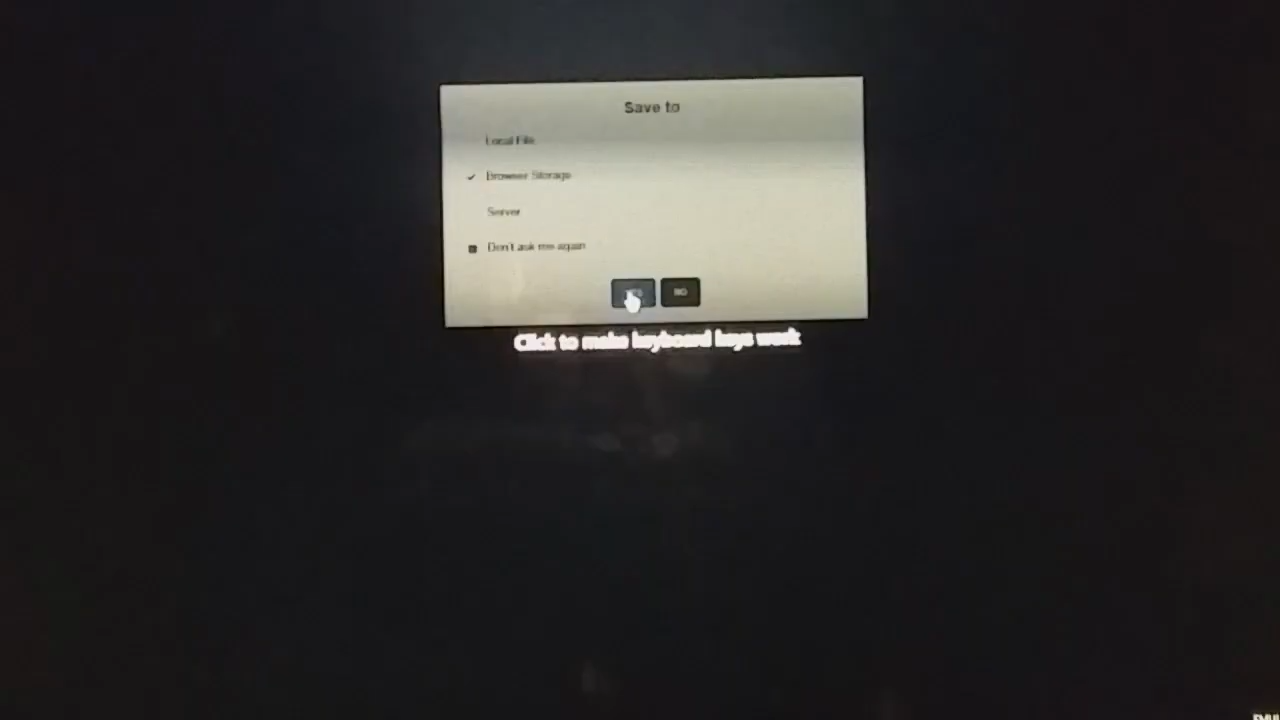 Save to
Local File
Browser Storage
Server
Don't ask me again
NO
Click to make keyboard keys work